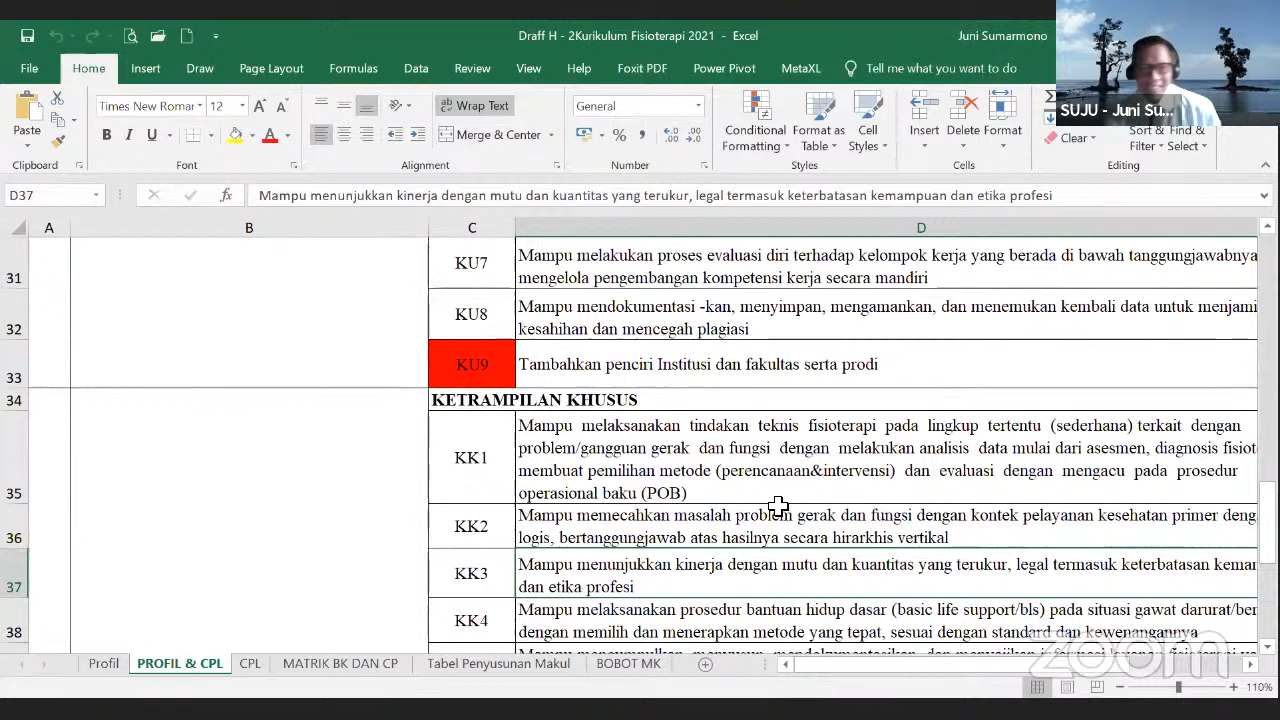 Draff H - 2Kurikulum Fisioterapi 2021 - Excel
Juni Sumarmono
File Home Insert Draw Page Layout Formulas Data Review View Help Foxit PDF Power Pivot MetaXL Tell me what you want to do
SUJU - Juni Su...
Paste
Times New Romar 12
Wrap Text
General
Merge & Center
Conditional Formatting
Format as Table
Cell Styles
Insert Delete Format
Clear
Sort & Filter
Find & Select
Clipboard Font Alignment Number Styles Cells Editing
D37
Mampu menunjukkan kinerja dengan mutu dan kuantitas yang terukur, legal termasuk keterbatasan kemampuan dan etika profesi
A B C D
31 KU7 Mampu melakukan proses evaluasi diri terhadap kelompok kerja yang berada di bawah tanggungjawabnya
mengelola pengembangan kompetensi kerja secara mandiri
32 KU8 Mampu mendokumentasi -kan, menyimpan, mengamankan, dan menemukan kembali data untuk menjami
kesahihan dan mencegah plagiasi
33 KU9 Tambahkan penciri Institusi dan fakultas serta prodi
34 KETRAMPILAN KHUSUS
35 KK1 Mampu melaksanakan tindakan teknis fisioterapi pada lingkup tertentu (sederhana) terkait dengan
problem/gangguan gerak dan fungsi dengan melakukan analisis data mulai dari asesmen, diagnosis fisiot
membuat pemilihan metode (perencanaan&intervensi) dan evaluasi dengan mengacu pada prosedur
operasional baku (POB)
36 KK2 Mampu memecahkan masalah problem gerak dan fungsi dengan kontek pelayanan kesehatan primer deng
logis, bertanggungjawab atas hasilnya secara hirarkhis vertikal
37 KK3 Mampu menunjukkan kinerja dengan mutu dan kuantitas yang terukur, legal termasuk keterbatasan kemar
dan etika profesi
38 KK4 Mampu melaksanakan prosedur bantuan hidup dasar (basic life support/bls) pada situasi gawat darurat/ber
dengan memilih dan menerapkan metode yang tepat, sesuai dengan standard dan kewenangannya
Profil PROFIL & CPL CPL MATRIK BK DAN CP Tabel Penyusunan Makul BOBOT MK
zoom
110%